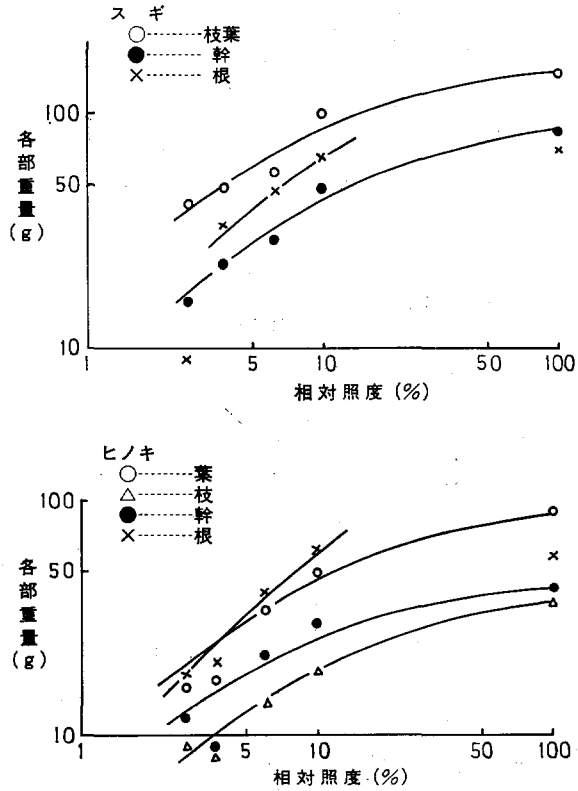 スギ
○-------枝葉
●-------幹
×-------根
100
50
10
各部重量(g)
1 5 10 50 100
相対照度(%)
ヒノキ
○-------葉
△-------枝
●-------幹
×-------根
100
50
10
各部重量(g)
1 5 10 50 100
相対照度(%)